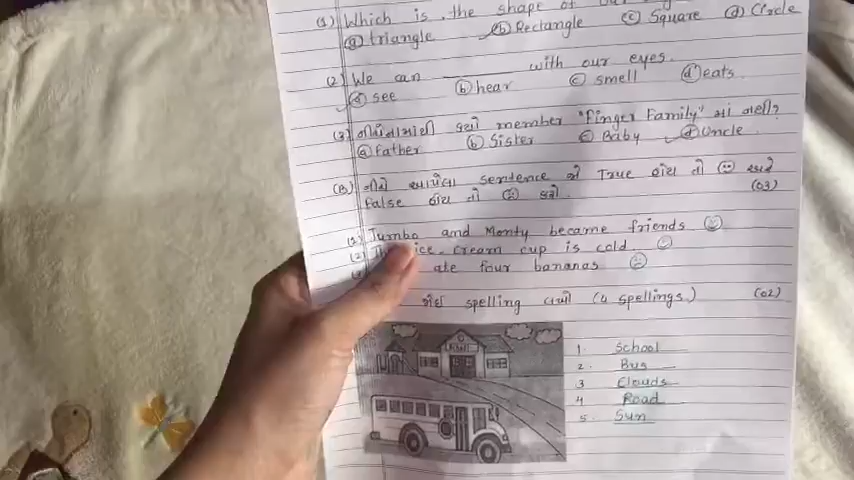 (1) Which is the shape of our
(a) triangle (b) Rectangle (c) Square (d) Circle
(2) We can ______ with our eyes.
(a) see (b) hear (c) smell (d) eats
(3) નીચેનામાંથી કયો member "Finger Family" માં નથી?
(a) Father (b) Sister (c) Baby (d) Uncle
(B) નીચે આપેલા sentence જો True હોય તો ☺ અને (03)
False હોય તો ☹ કરો.
(1) Jumbo and Monty became friends ☺
(2) The ice-cream cup is cold. ☺
ate four bananas ☹
જોઈ spelling લખો (4 spellings.) (02)
1. School
2. Bus
3 Clouds
4 Road
5. Sun